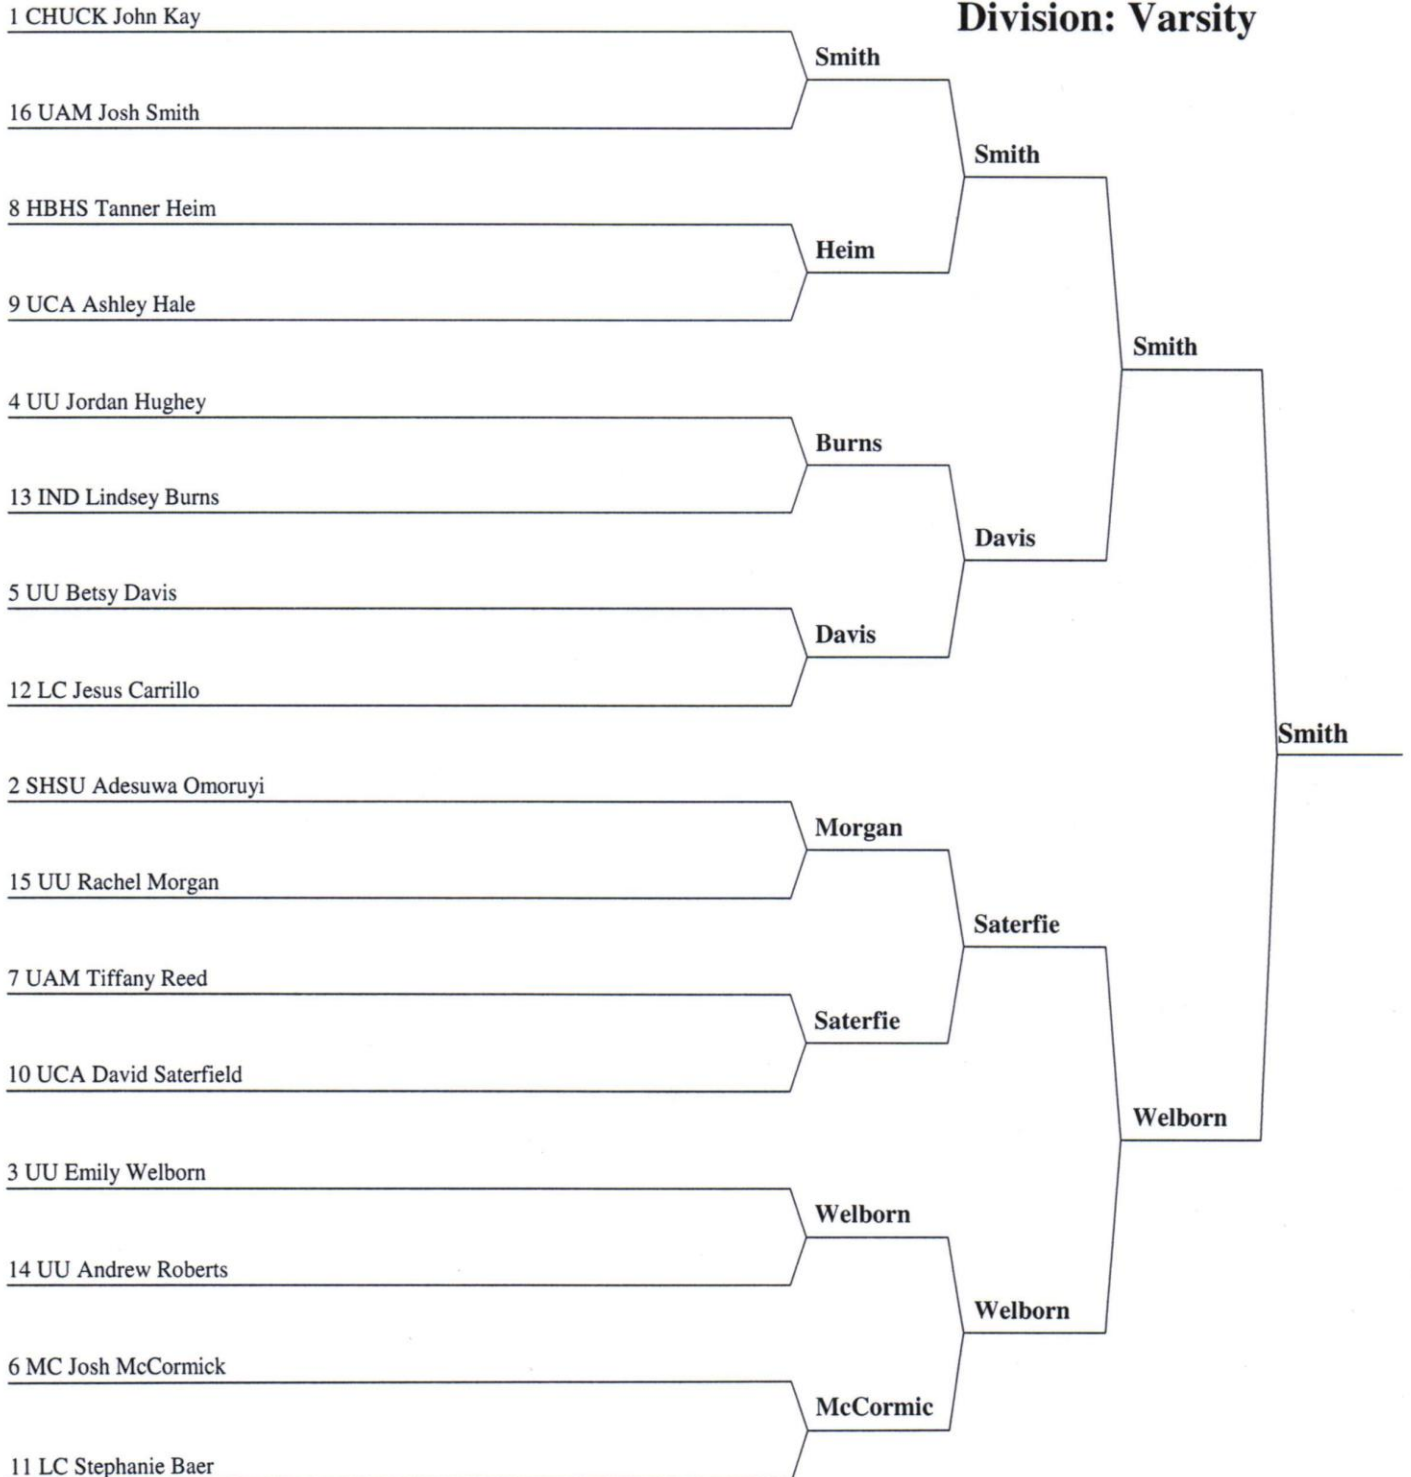 Division: Varsity
1 CHUCK John Kay
Smith
16 UAM Josh Smith
Smith
8 HBHS Tanner Heim
Heim
9 UCA Ashley Hale
Smith
4 UU Jordan Hughey
Burns
13 IND Lindsey Burns
Davis
5 UU Betsy Davis
Davis
12 LC Jesus Carrillo
Smith
2 SHSU Adesuwa Omoruyi
Morgan
15 UU Rachel Morgan
Saterfie
7 UAM Tiffany Reed
Saterfie
10 UCA David Saterfield
Welborn
3 UU Emily Welborn
Welborn
14 UU Andrew Roberts
Welborn
6 MC Josh McCormick
McCormic
11 LC Stephanie Baer